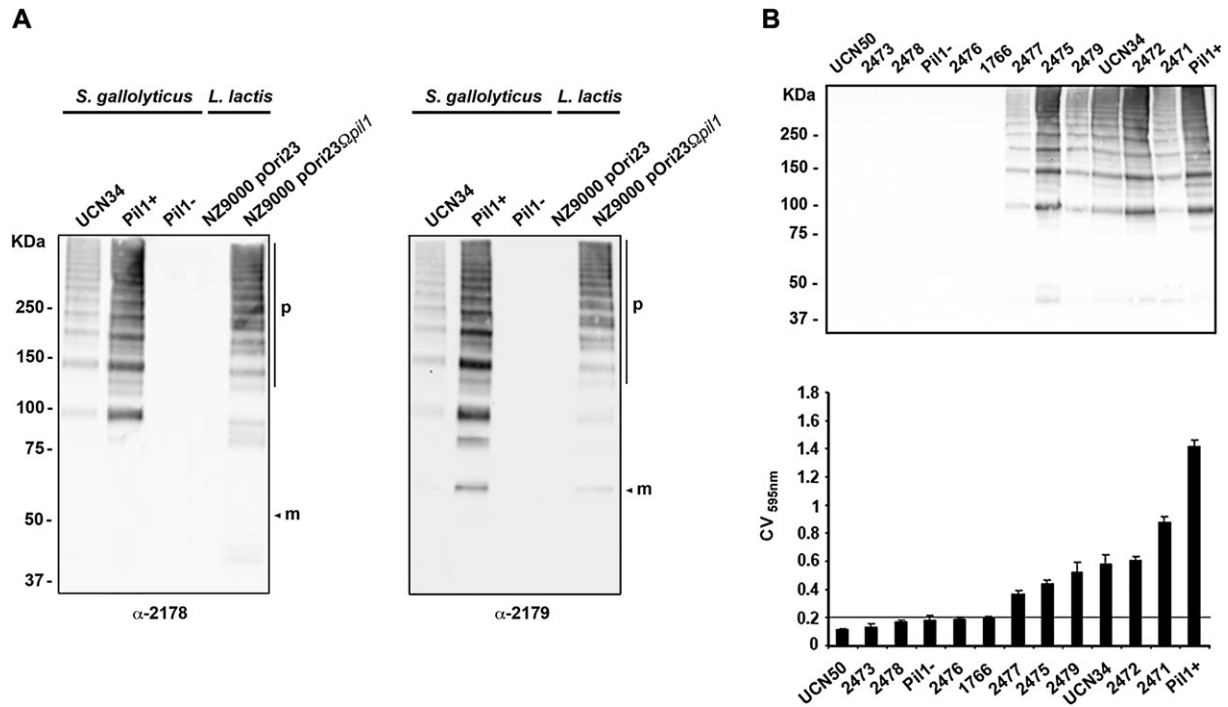 A
S. gallolyticus
L. lactis
UCN34
Pil1+
Pil1-
NZ9000 pOri23
NZ9000 pOri23Ωpil1
KDa
250 -
150 -
100 -
75 -
50 -
37 -
p
m
α-2178
S. gallolyticus
L. lactis
UCN34
Pil1+
Pil1-
NZ9000 pOri23
NZ9000 pOri23Ωpil1
p
m
α-2179
B
UCN50
2473
2478
Pil1-
2476
1766
2477
2475
2479
UCN34
2472
2471
Pil1+
KDa
250 -
150 -
100 -
75 -
50 -
37 -
CV 595nm
1.8
1.6
1.4
1.2
1
0.8
0.6
0.4
0.2
0
UCN50
2473
2478
Pil1-
2476
1766
2477
2475
2479
UCN34
2472
2471
Pil1+